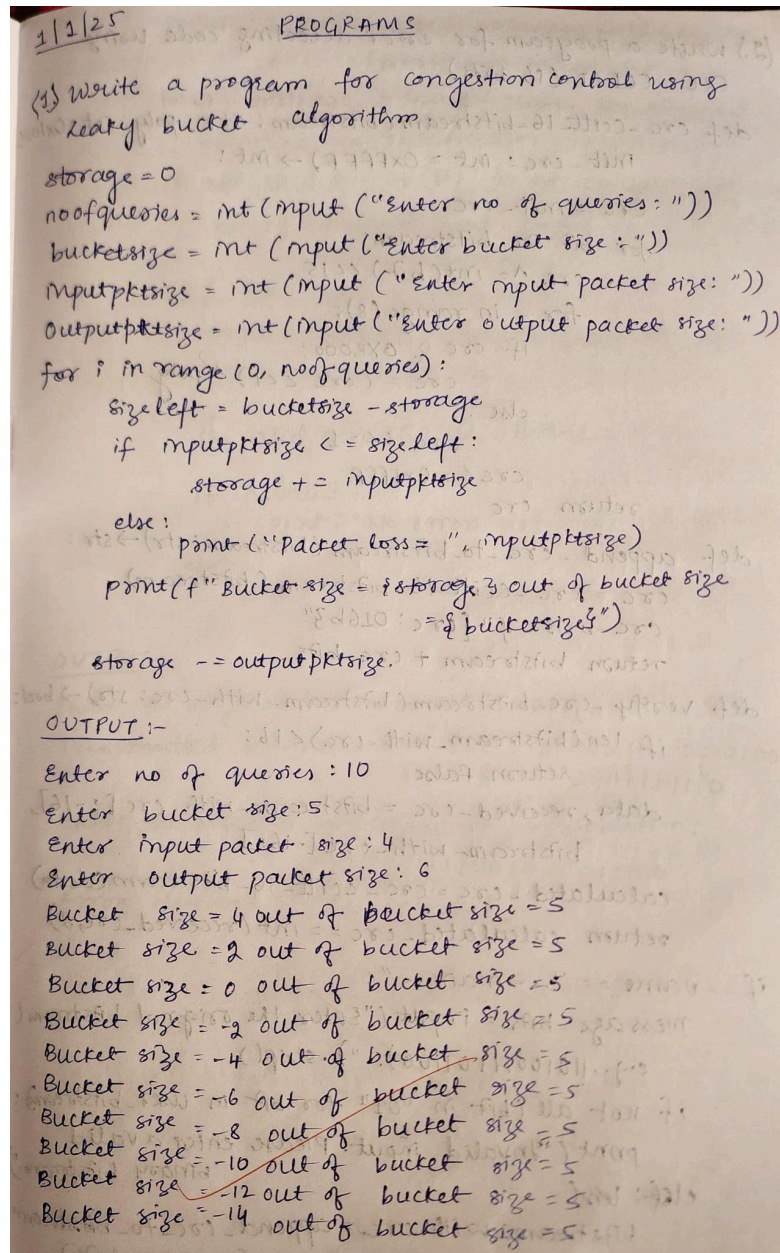 1/1/25 PROGRAMS
(1) Write a program for congestion control using
Leaky bucket algorithm.
storage = 0
noofqueries = int (input ("Enter no of queries: "))
bucketsize = int (input ("Enter bucket size: "))
inputpktsize = int (input ("Enter input packet size: "))
Outputpktsize = int (input ("Enter output packet size: "))
for i in range (0, noofqueries):
sizeleft = bucketsize - storage
if inputpktsize <= sizeleft:
storage += inputpktsize
else:
print ("Packet loss = ", inputpktsize)
print (f" Bucket size = {storage} out of bucket size
= {bucketsize}").
storage -= outputpktsize.
OUTPUT :-
Enter no of queries : 10
Enter bucket size: 5
Enter input packet size: 4
Enter output packet size: 6
Bucket size = 4 out of bucket size = 5
Bucket size = 2 out of bucket size = 5
Bucket size = 0 out of bucket size = 5
Bucket size = -2 out of bucket size = 5
Bucket size = -4 out of bucket size = 5
Bucket size = -6 out of bucket size = 5
Bucket size = -8 out of bucket size = 5
Bucket size = -10 out of bucket size = 5
Bucket size = -12 out of bucket size = 5
Bucket size = -14 out of bucket size = 5